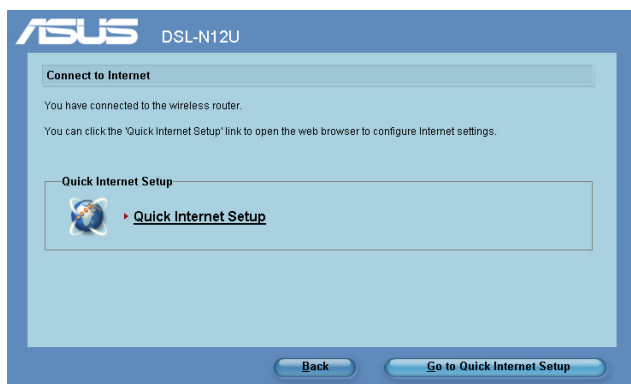 ASUS DSL-N12U
Connect to Internet
You have connected to the wireless router.
You can click the 'Quick Internet Setup' link to open the web browser to configure Internet settings.
Quick Internet Setup
Quick Internet Setup
Back Go to Quick Internet Setup